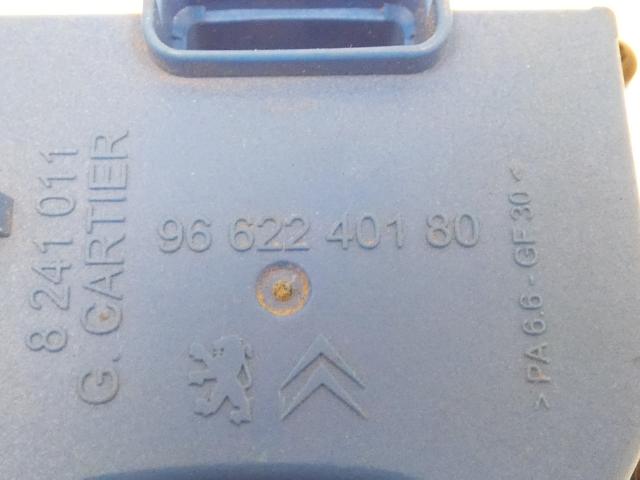 8 241 011
G. CARTIER
96 622 401 80
> PA 6.6 - GF 30 <